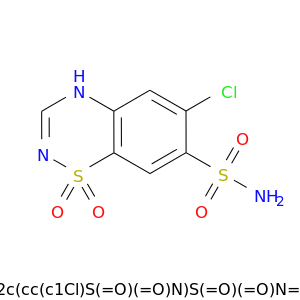 H
N
Cl
N
S
O
O
S
O
O
NH2
2c(cc(c1Cl)S(=O)(=O)N)S(=O)(=O)N=